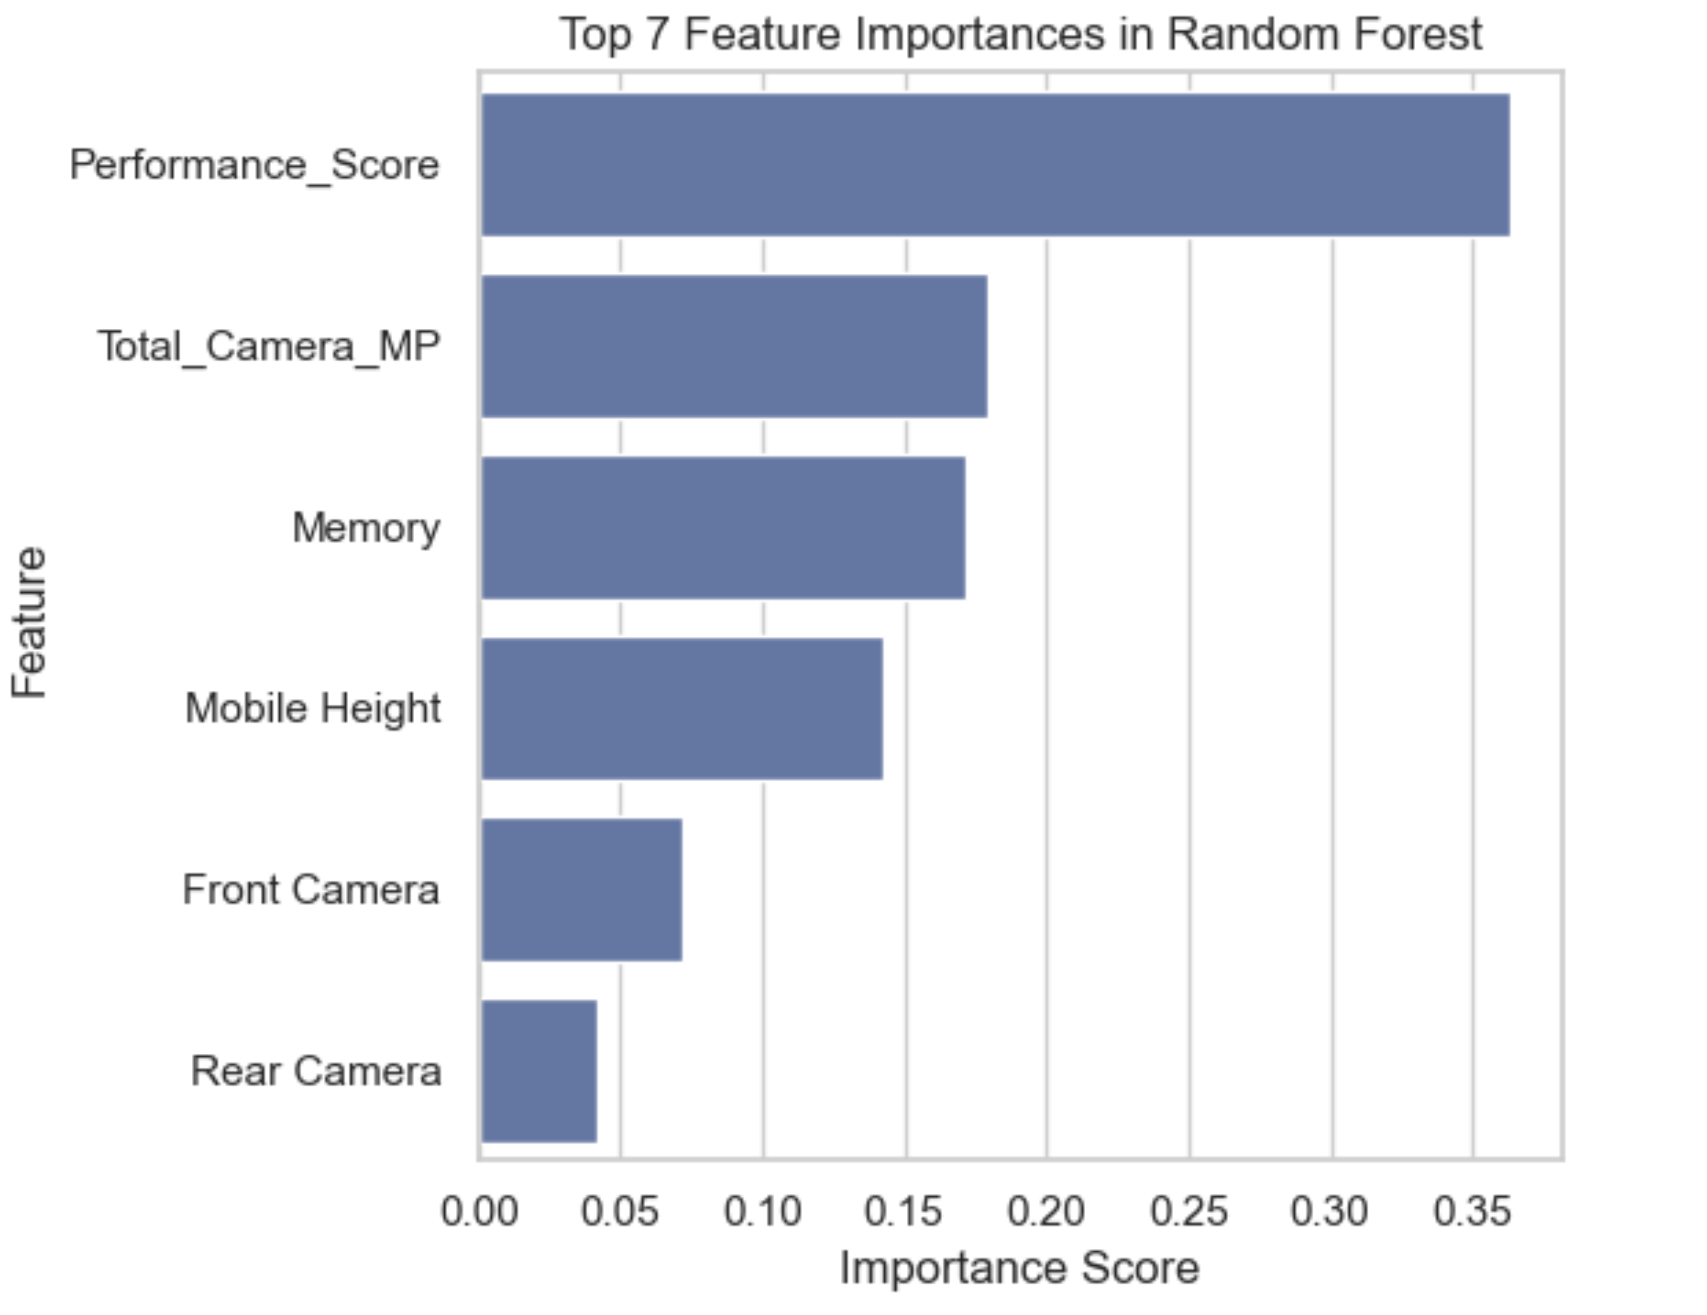 Top 7 Feature Importances in Random Forest
Feature
Performance_Score
Total_Camera_MP
Memory
Mobile Height
Front Camera
Rear Camera
0.00 0.05 0.10 0.15 0.20 0.25 0.30 0.35
Importance Score